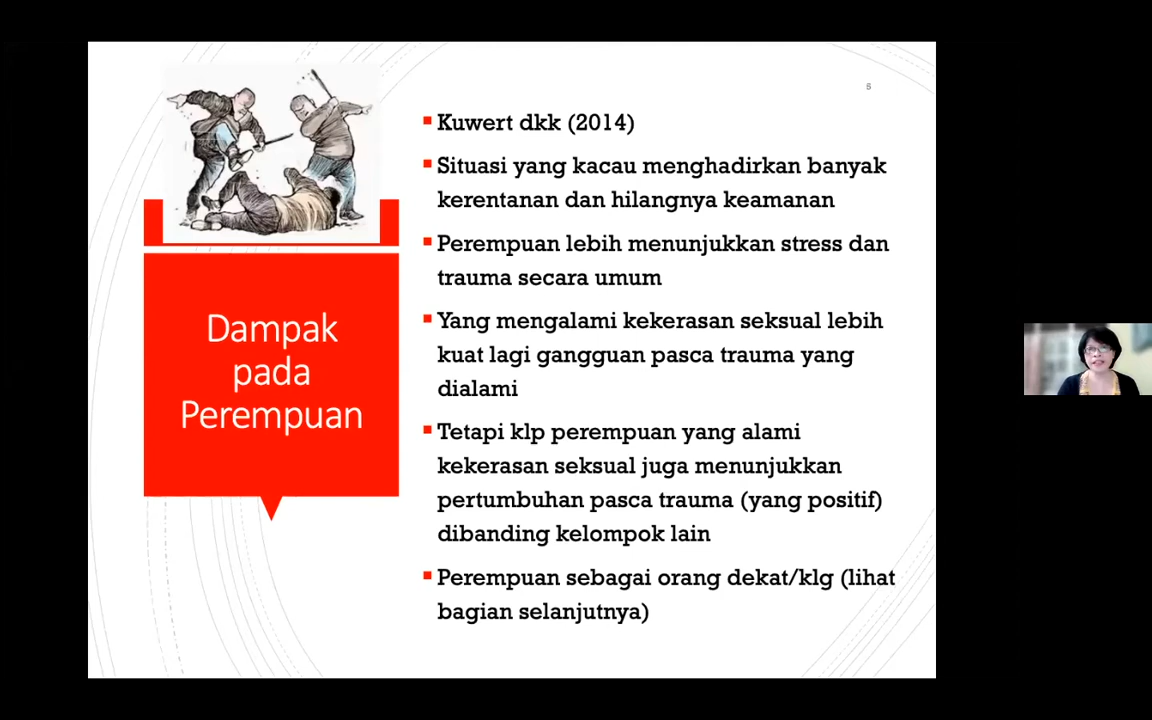 5
Dampak
pada
Perempuan
Kuwert dkk (2014)
Situasi yang kacau menghadirkan banyak
kerentanan dan hilangnya keamanan
Perempuan lebih menunjukkan stress dan
trauma secara umum
Yang mengalami kekerasan seksual lebih
kuat lagi gangguan pasca trauma yang
dialami
Tetapi klp perempuan yang alami
kekerasan seksual juga menunjukkan
pertumbuhan pasca trauma (yang positif)
dibanding kelompok lain
Perempuan sebagai orang dekat/klg (lihat
bagian selanjutnya)